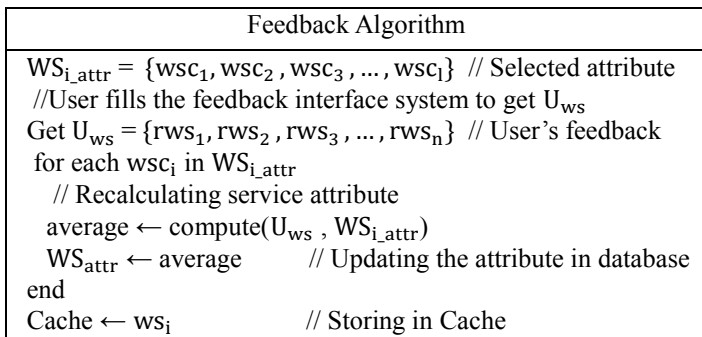 Feedback Algorithm
WSi_attr = {wsc1, wsc2 , wsc3 , … , wscl} // Selected attribute
//User fills the feedback interface system to get Uws
Get Uws = {rws1, rws2 , rws3 , … , rwsn} // User's feedback
for each wsci in WSi_attr
// Recalculating service attribute
average ← compute(Uws , WSi_attr)
WSattr ← average // Updating the attribute in database
end
Cache ← wsi // Storing in Cache